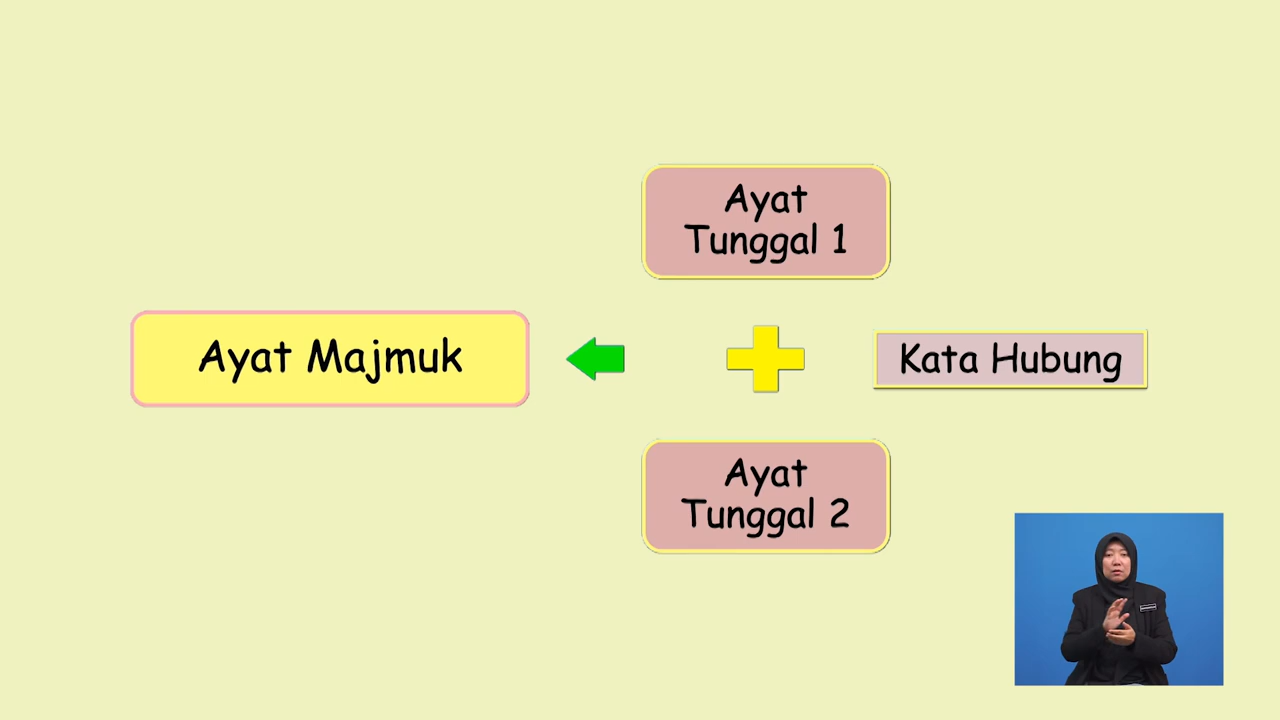 Ayat
Tunggal 1
Ayat Majmuk
Kata Hubung
Ayat
Tunggal 2